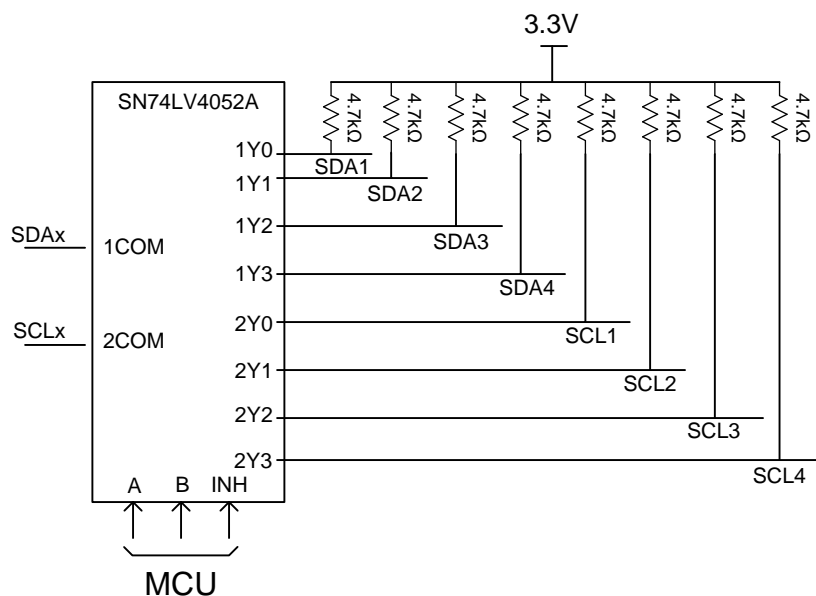 3.3V
SN74LV4052A
4.7kΩ
4.7kΩ
4.7kΩ
4.7kΩ
4.7kΩ
4.7kΩ
4.7kΩ
4.7kΩ
1Y0
SDA1
1Y1
SDA2
1Y2
SDA3
SDAx
1COM
1Y3
SDA4
2Y0
SCL1
SCLx
2COM
2Y1
SCL2
2Y2
SCL3
2Y3
SCL4
A
B
INH
MCU